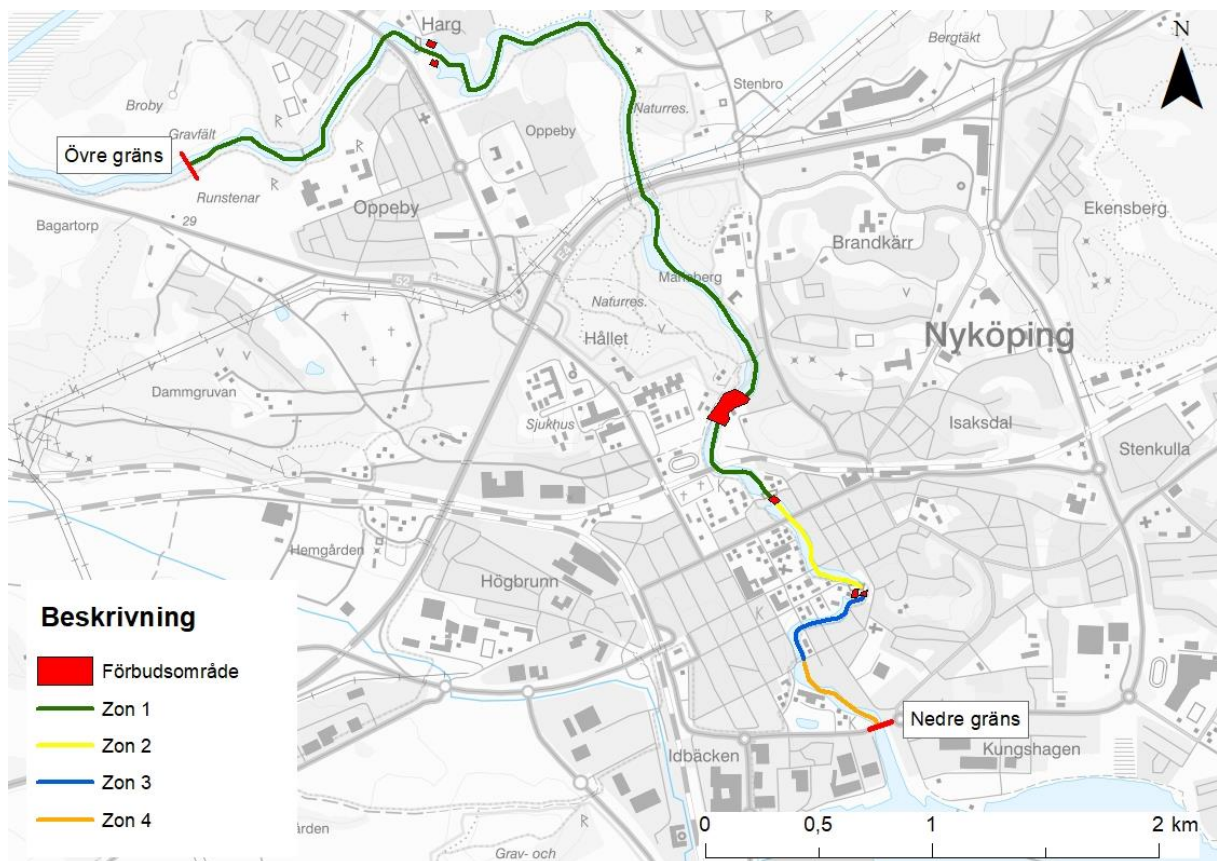 Harg
N
Bergtäkt
Stenbro
Broby
Naturres.
Gravfält
Oppeby
Övre gräns
Runstenar
Oppeby
Ekensberg
Bagartorp
29
Brandkärr
E4
52
Naturres.
Nyköping
Hållet
Dammgruvan
Sjukhus
Isaksdal
Stenkulla
Hemgården
Högbrunn
Beskrivning
Förbudsområde
Zon 1
Zon 2
Zon 3
Zon 4
Nedre gräns
Idbäcken
Kungshagen
0
0,5
1
2 km
Grav- och